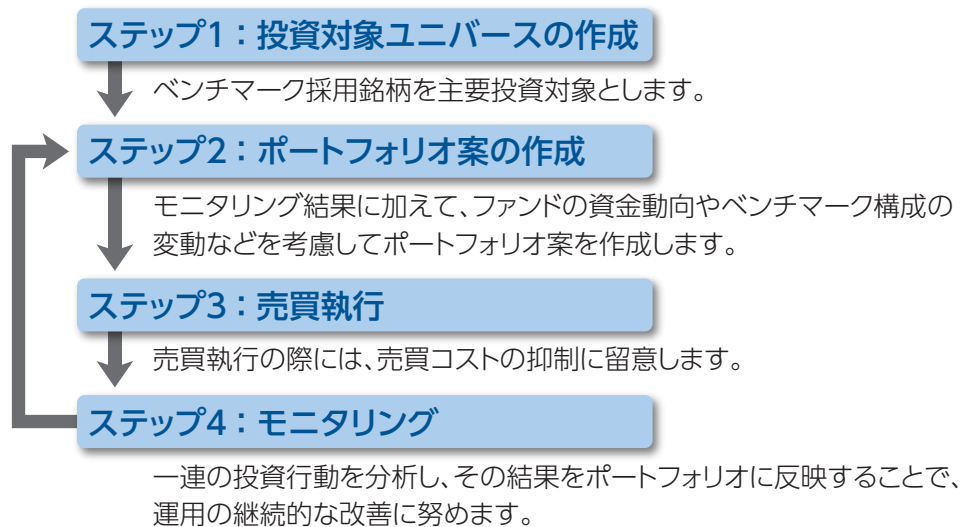 ステップ1：投資対象ユニバースの作成
ベンチマーク採用銘柄を主要投資対象とします。
ステップ2：ポートフォリオ案の作成
モニタリング結果に加えて、ファンドの資金動向やベンチマーク構成の
変動などを考慮してポートフォリオ案を作成します。
ステップ3：売買執行
売買執行の際には、売買コストの抑制に留意します。
ステップ4：モニタリング
一連の投資行動を分析し、その結果をポートフォリオに反映することで、
運用の継続的な改善に努めます。